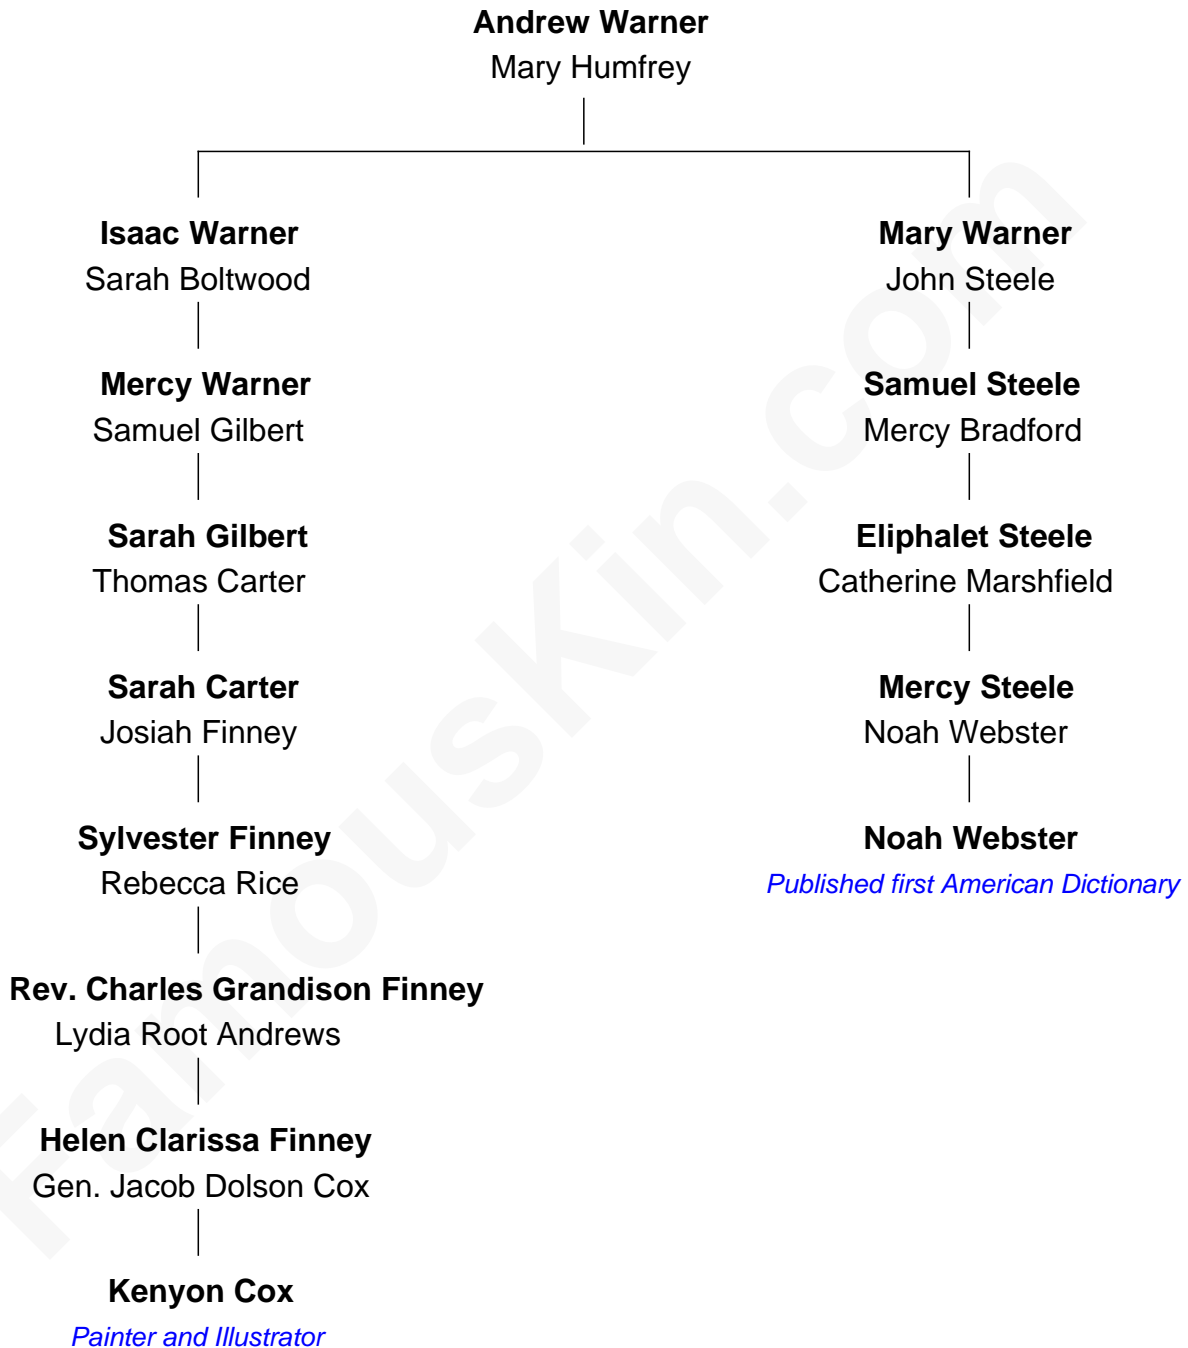 Andrew Warner
Mary Humfrey
Isaac Warner
Sarah Boltwood
Mary Warner
John Steele
Mercy Warner
Samuel Gilbert
Samuel Steele
Mercy Bradford
Sarah Gilbert
Thomas Carter
Eliphalet Steele
Catherine Marshfield
Sarah Carter
Josiah Finney
Mercy Steele
Noah Webster
Sylvester Finney
Rebecca Rice
Noah Webster
Published first American Dictionary
Rev. Charles Grandison Finney
Lydia Root Andrews
Helen Clarissa Finney
Gen. Jacob Dolson Cox
Kenyon Cox
Painter and Illustrator
FamousKin.com